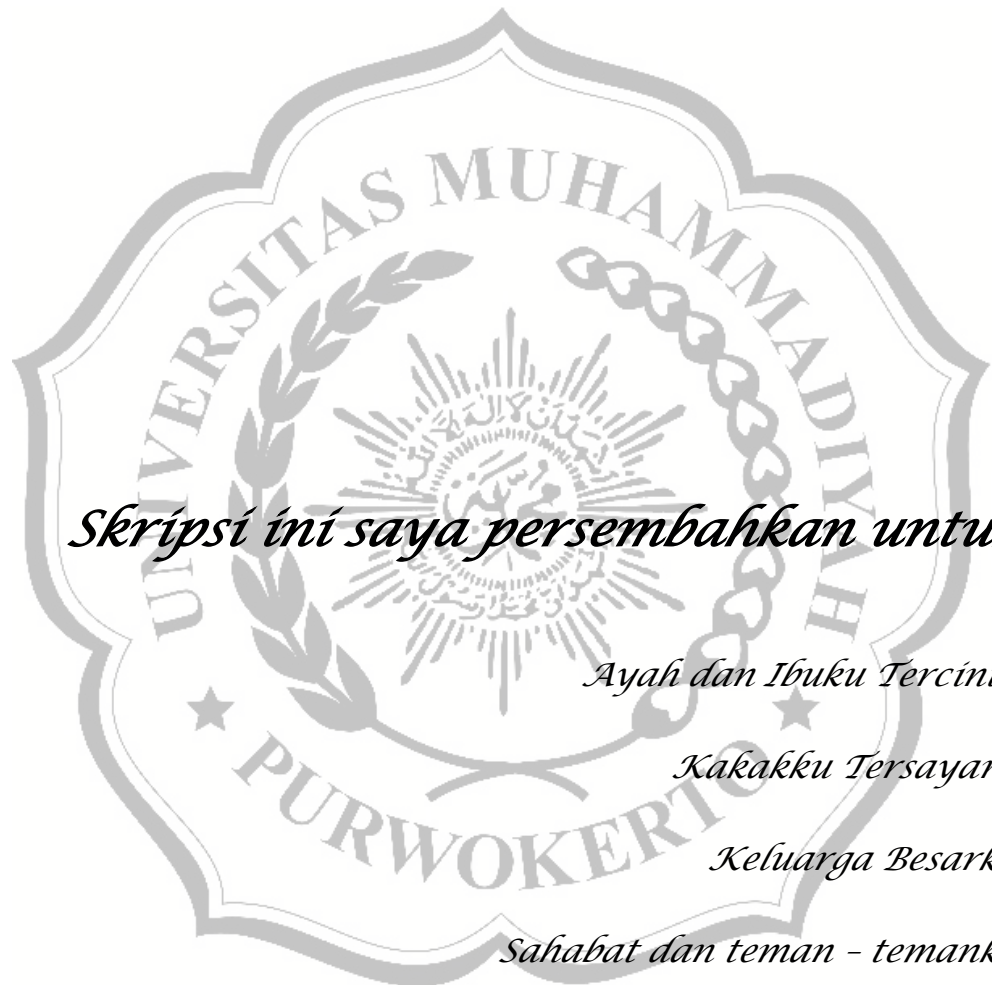 UNIVERSITAS MUHAMMADIYAH
Skripsi ini saya persembahkan untu
Ayah dan Ibuku Tercin
Kakakku Tersayan
Keluarga Besark
Sahabat dan teman – temank
PURWOKERTO